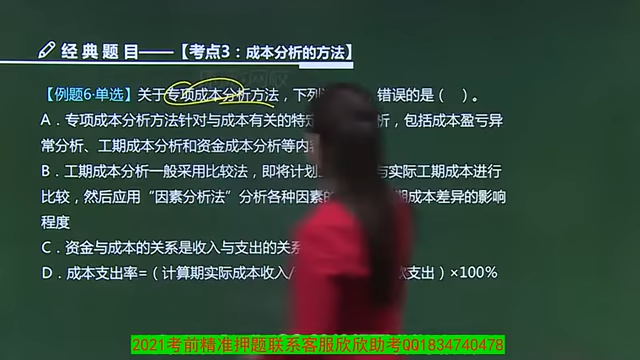 经典题目——【考点3：成本分析的方法】
【例题6·单选】关于专项成本分析方法，下列 错误的是（ ）。
A．专项成本分析方法针对与成本有关的特定 析，包括成本盈亏异
常分析、工期成本分析和资金成本分析等内
B．工期成本分析一般采用比较法，即将计划 与实际工期成本进行
比较，然后应用“因素分析法”分析各种因素的 期成本差异的影响
程度
C．资金与成本的关系是收入与支出的关
D．成本支出率=（计算期实际成本收入/ 支出）×100%
2021考前精准押题联系客服欣欣助考QQ1834740478